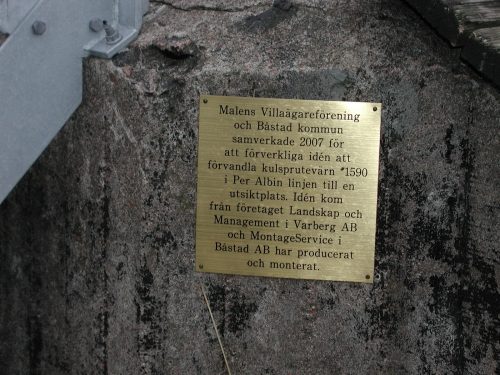 Malens Villaägareförening
och Båstad kommun
samverkade 2007 för
att förverkliga idén att
förvandla kulsprutevärn *1590
i Per Albin linjen till en
utsiktplats. Idén kom
från företaget Landskap och
Management i Varberg AB
och MontageService i
Båstad AB har producerat
och monterat.